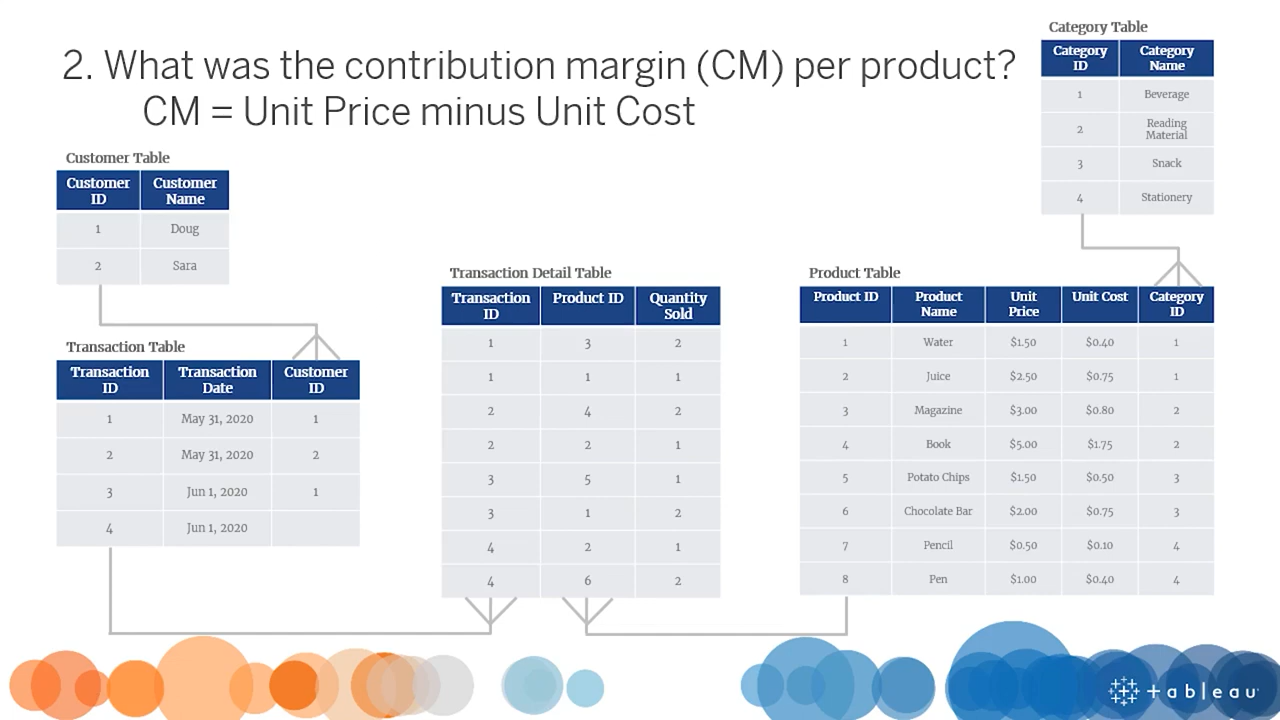 2. What was the contribution margin (CM) per product?
CM = Unit Price minus Unit Cost
Category Table
Category ID Category Name
1 Beverage
2 Reading Material
3 Snack
4 Stationery
Customer Table
Customer ID Customer Name
1 Doug
2 Sara
Transaction Table
Transaction ID Transaction Date Customer ID
1 May 31, 2020 1
2 May 31, 2020 2
3 Jun 1, 2020 1
4 Jun 1, 2020
Transaction Detail Table
Transaction ID Product ID Quantity Sold
1 3 2
1 1 1
2 4 2
2 2 1
3 5 1
3 1 2
4 2 1
4 6 2
Product Table
Product ID Product Name Unit Price Unit Cost Category ID
1 Water $1.50 $0.40 1
2 Juice $2.50 $0.75 1
3 Magazine $3.00 $0.80 2
4 Book $5.00 $1.75 2
5 Potato Chips $1.50 $0.50 3
6 Chocolate Bar $2.00 $0.75 3
7 Pencil $0.50 $0.10 4
8 Pen $1.00 $0.40 4
tableau